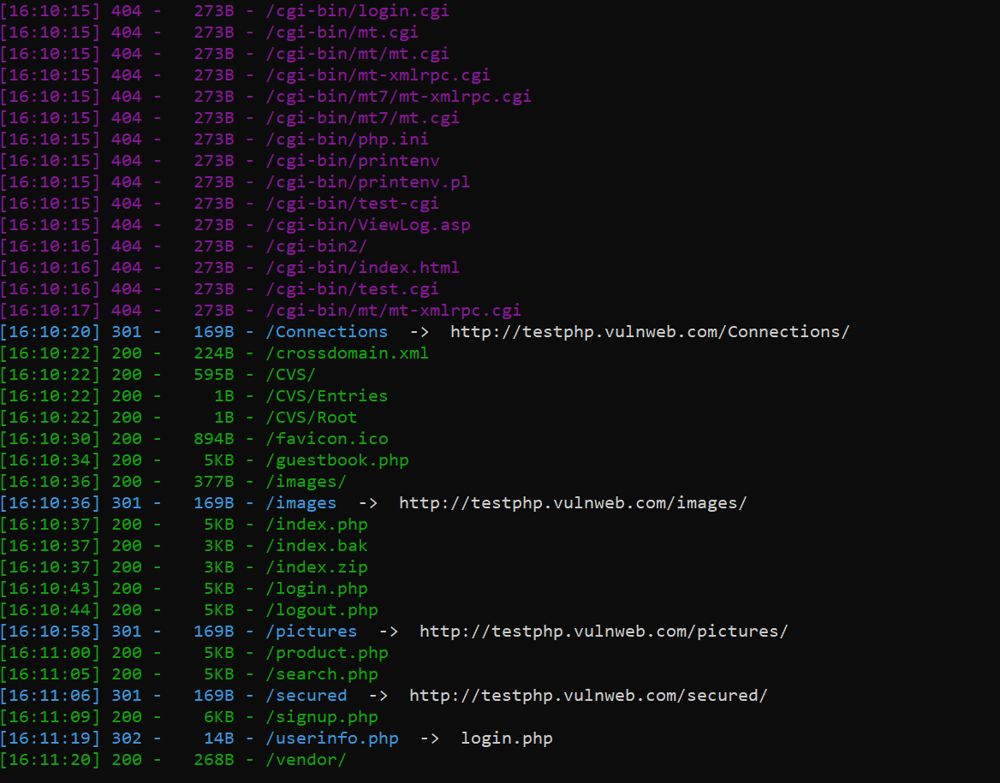 [16:10:15] 404 -   273B - /cgi-bin/login.cgi
[16:10:15] 404 -   273B - /cgi-bin/mt.cgi
[16:10:15] 404 -   273B - /cgi-bin/mt/mt.cgi
[16:10:15] 404 -   273B - /cgi-bin/mt-xmlrpc.cgi
[16:10:15] 404 -   273B - /cgi-bin/mt7/mt-xmlrpc.cgi
[16:10:15] 404 -   273B - /cgi-bin/mt7/mt.cgi
[16:10:15] 404 -   273B - /cgi-bin/php.ini
[16:10:15] 404 -   273B - /cgi-bin/printenv
[16:10:15] 404 -   273B - /cgi-bin/printenv.pl
[16:10:15] 404 -   273B - /cgi-bin/test-cgi
[16:10:15] 404 -   273B - /cgi-bin/ViewLog.asp
[16:10:16] 404 -   273B - /cgi-bin2/
[16:10:16] 404 -   273B - /cgi-bin/index.html
[16:10:16] 404 -   273B - /cgi-bin/test.cgi
[16:10:17] 404 -   273B - /cgi-bin/mt/mt-xmlrpc.cgi
[16:10:20] 301 -   169B - /Connections  ->  http://testphp.vulnweb.com/Connections/
[16:10:22] 200 -   224B - /crossdomain.xml
[16:10:22] 200 -   595B - /CVS/
[16:10:22] 200 -     1B - /CVS/Entries
[16:10:22] 200 -     1B - /CVS/Root
[16:10:30] 200 -   894B - /favicon.ico
[16:10:34] 200 -    5KB - /guestbook.php
[16:10:36] 200 -   377B - /images/
[16:10:36] 301 -   169B - /images  ->  http://testphp.vulnweb.com/images/
[16:10:37] 200 -    5KB - /index.php
[16:10:37] 200 -    3KB - /index.bak
[16:10:37] 200 -    3KB - /index.zip
[16:10:43] 200 -    5KB - /login.php
[16:10:44] 200 -    5KB - /logout.php
[16:10:58] 301 -   169B - /pictures  ->  http://testphp.vulnweb.com/pictures/
[16:11:00] 200 -    5KB - /product.php
[16:11:05] 200 -    5KB - /search.php
[16:11:06] 301 -   169B - /secured  ->  http://testphp.vulnweb.com/secured/
[16:11:09] 200 -    6KB - /signup.php
[16:11:19] 302 -    14B - /userinfo.php  ->  login.php
[16:11:20] 200 -   268B - /vendor/